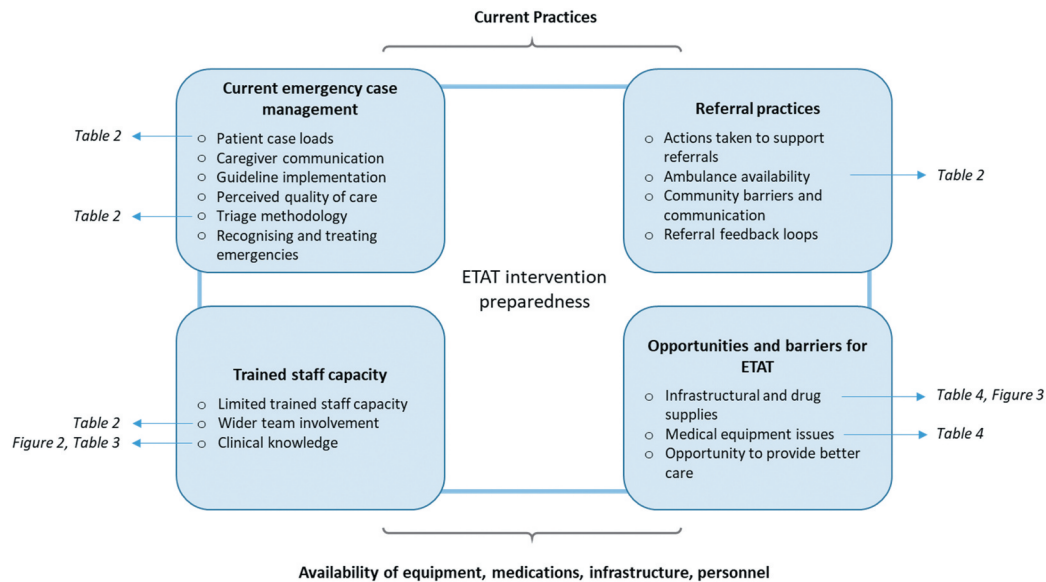 Current Practices
Current emergency case
management
Table 2
○ Patient case loads
○ Caregiver communication
○ Guideline implementation
○ Perceived quality of care
Table 2
○ Triage methodology
○ Recognising and treating
emergencies
Referral practices
○ Actions taken to support
referrals
○ Ambulance availability
Table 2
○ Community barriers and
communication
○ Referral feedback loops
ETAT intervention
preparedness
Trained staff capacity
○ Limited trained staff capacity
Table 2
○ Wider team involvement
Figure 2, Table 3
○ Clinical knowledge
Opportunities and barriers for
ETAT
○ Infrastructural and drug
supplies
Table 4, Figure 3
○ Medical equipment issues
Table 4
○ Opportunity to provide better
care
Availability of equipment, medications, infrastructure, personnel